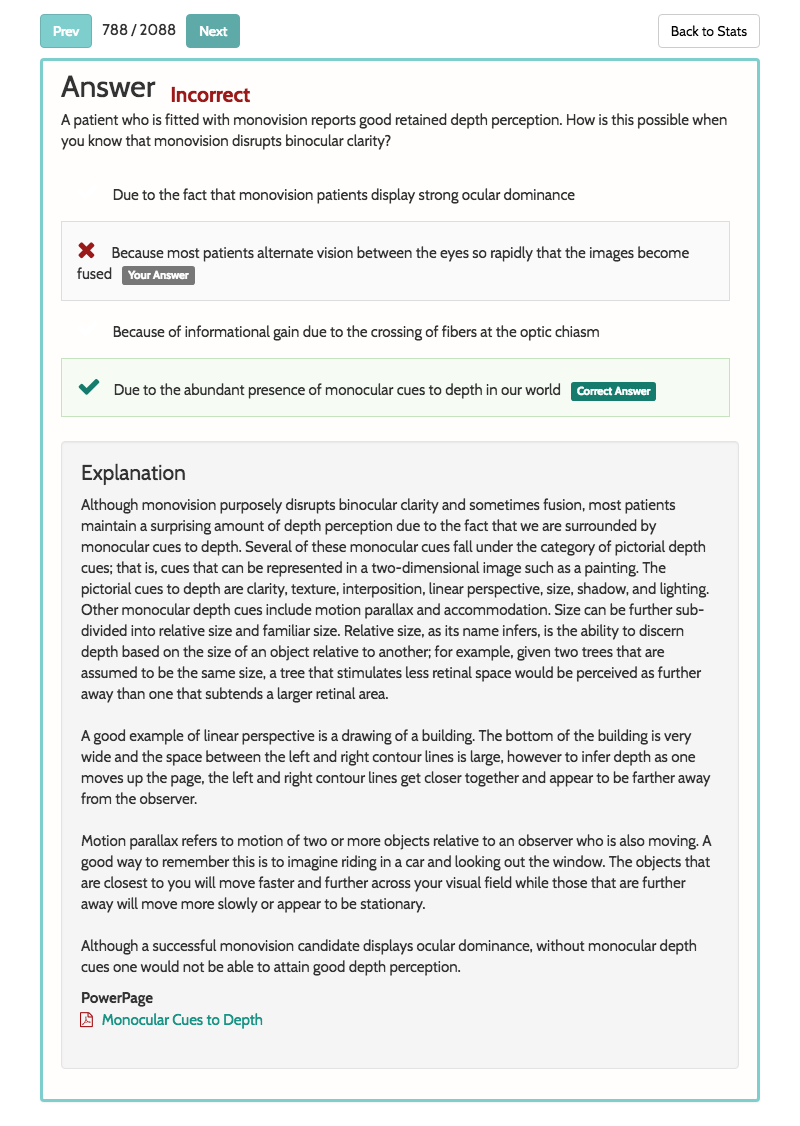 Prev 788 / 2088 Next Back to Stats
Answer Incorrect
A patient who is fitted with monovision reports good retained depth perception. How is this possible when
you know that monovision disrupts binocular clarity?
Due to the fact that monovision patients display strong ocular dominance
Because most patients alternate vision between the eyes so rapidly that the images become
fused Your Answer
Because of informational gain due to the crossing of fibers at the optic chiasm
Due to the abundant presence of monocular cues to depth in our world Correct Answer
Explanation
Although monovision purposely disrupts binocular clarity and sometimes fusion, most patients
maintain a surprising amount of depth perception due to the fact that we are surrounded by
monocular cues to depth. Several of these monocular cues fall under the category of pictorial depth
cues; that is, cues that can be represented in a two-dimensional image such as a painting. The
pictorial cues to depth are clarity, texture, interposition, linear perspective, size, shadow, and lighting.
Other monocular depth cues include motion parallax and accommodation. Size can be further sub-
divided into relative size and familiar size. Relative size, as its name infers, is the ability to discern
depth based on the size of an object relative to another; for example, given two trees that are
assumed to be the same size, a tree that stimulates less retinal space would be perceived as further
away than one that subtends a larger retinal area.
A good example of linear perspective is a drawing of a building. The bottom of the building is very
wide and the space between the left and right contour lines is large, however to infer depth as one
moves up the page, the left and right contour lines get closer together and appear to be farther away
from the observer.
Motion parallax refers to motion of two or more objects relative to an observer who is also moving. A
good way to remember this is to imagine riding in a car and looking out the window. The objects that
are closest to you will move faster and further across your visual field while those that are further
away will move more slowly or appear to be stationary.
Although a successful monovision candidate displays ocular dominance, without monocular depth
cues one would not be able to attain good depth perception.
PowerPage
Monocular Cues to Depth